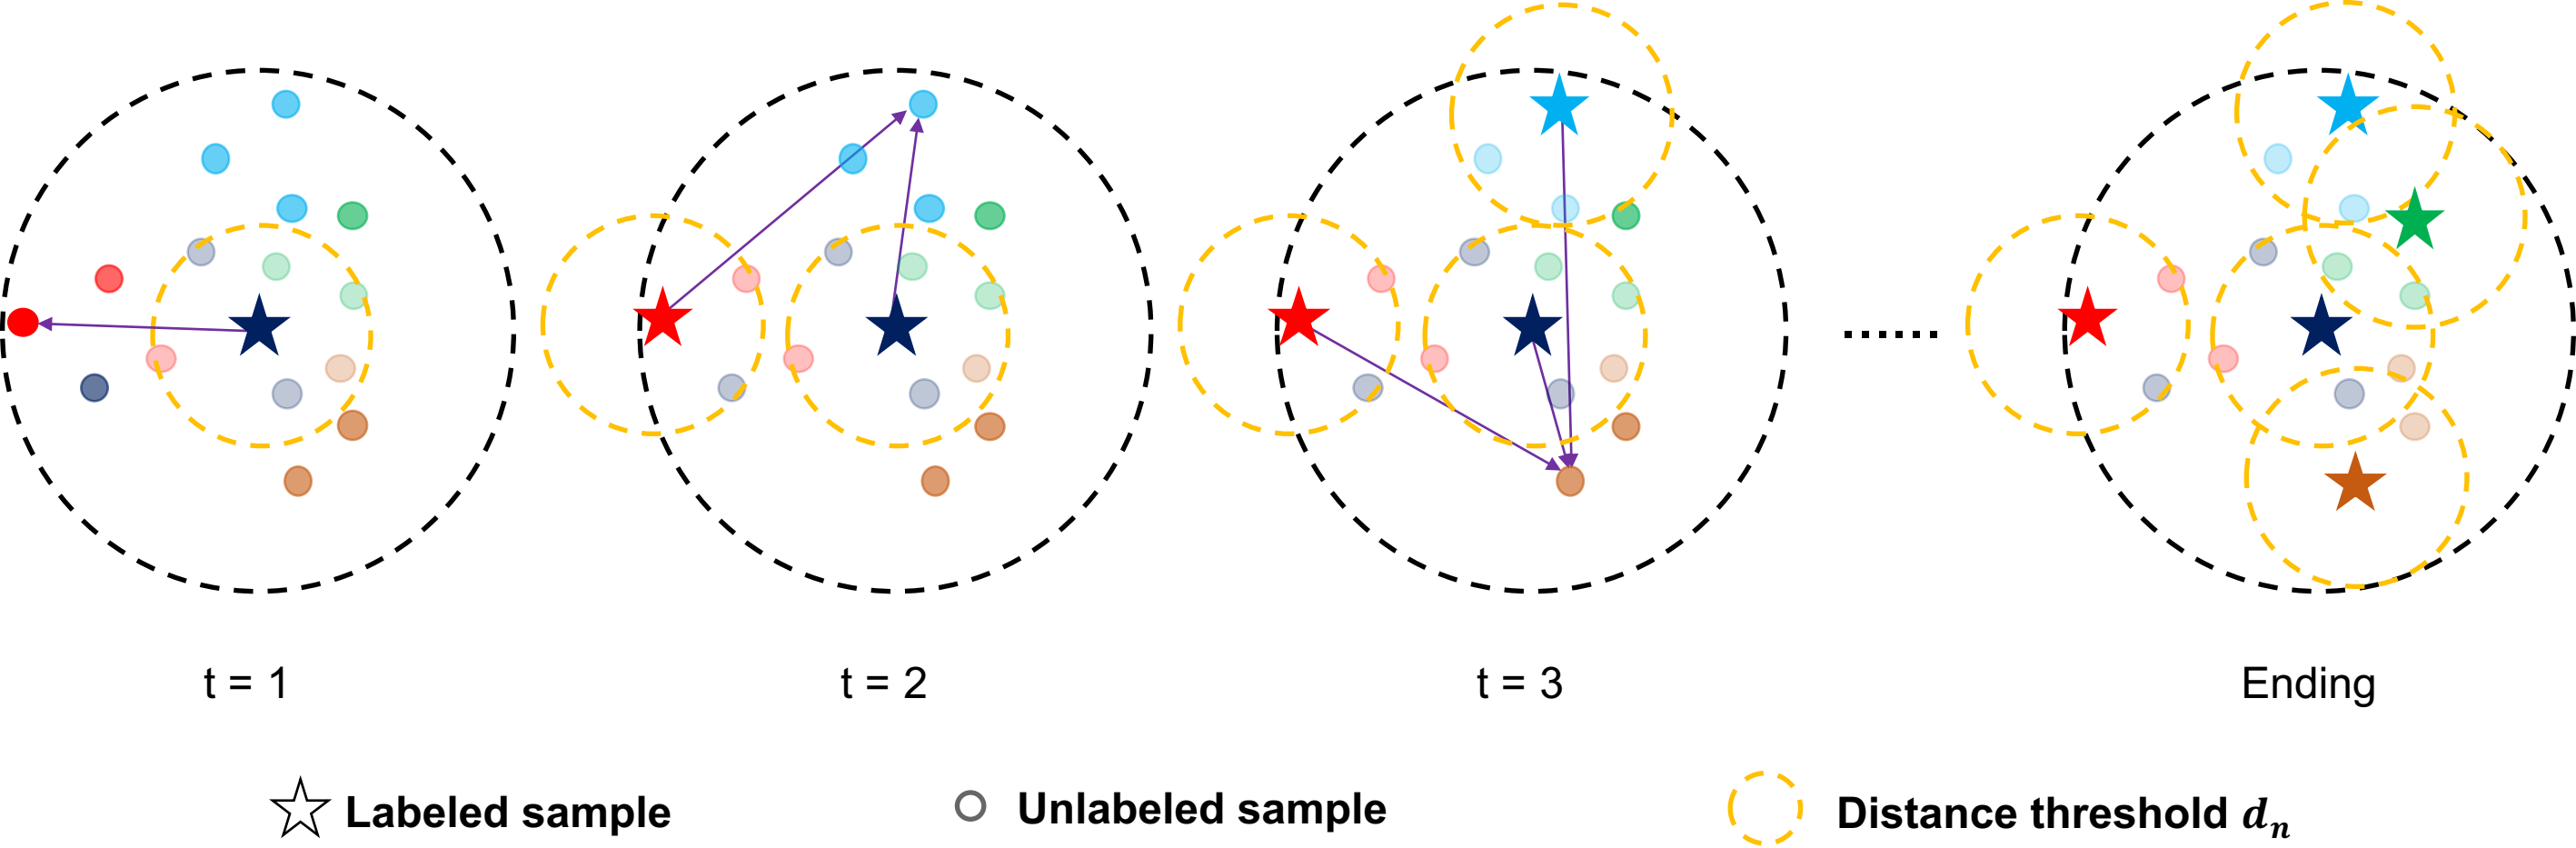 t = 1
t = 2
t = 3
......
Ending
Labeled sample
Unlabeled sample
Distance threshold dₙ